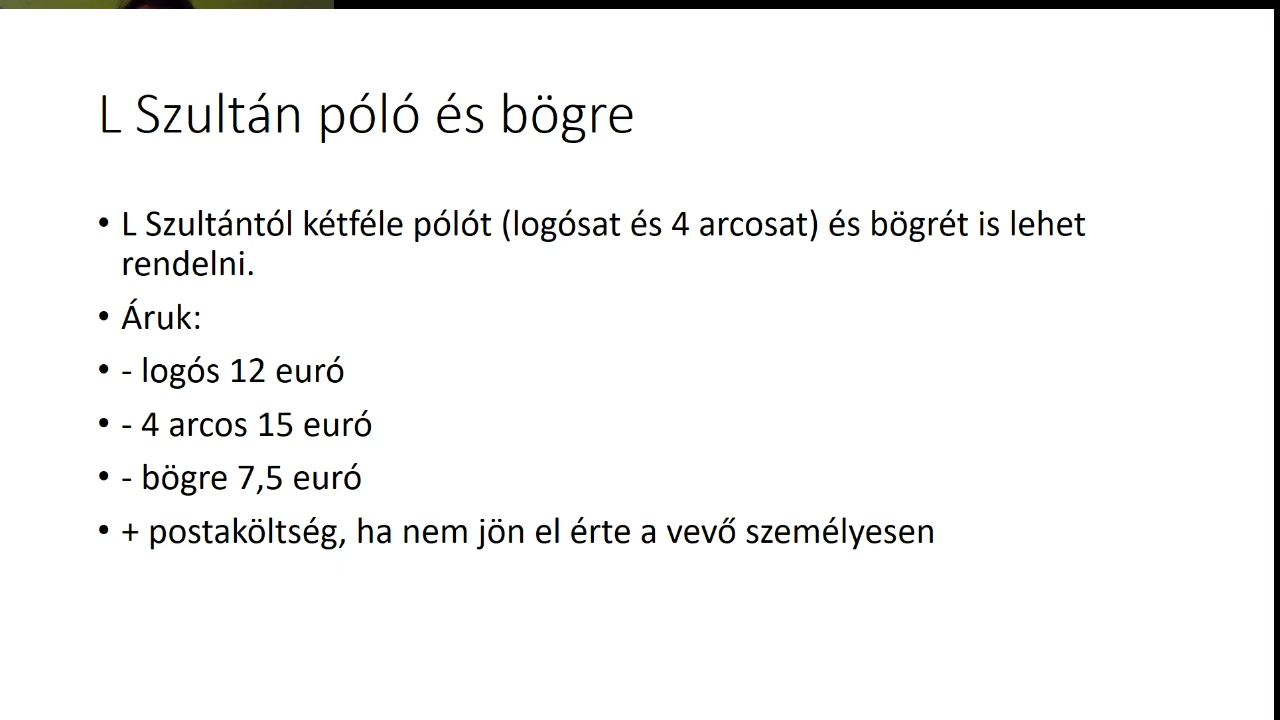 L Szultán póló és bögre
• L Szultántól kétféle pólót (logósat és 4 arcosat) és bögrét is lehet
rendelni.
• Áruk:
• - logós 12 euró
• - 4 arcos 15 euró
• - bögre 7,5 euró
• + postaköltség, ha nem jön el érte a vevő személyesen